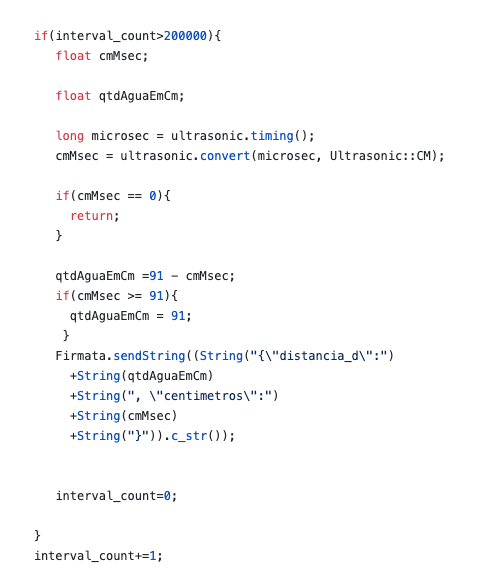 if(interval_count>200000){
   float cmMsec;

   float qtdAguaEmCm;

   long microsec = ultrasonic.timing();
   cmMsec = ultrasonic.convert(microsec, Ultrasonic::CM);

   if(cmMsec == 0){
     return;
   }

   qtdAguaEmCm =91 - cmMsec;
   if(cmMsec >= 91){
     qtdAguaEmCm = 91;
    }
   Firmata.sendString((String("{\"distancia_d\":")
     +String(qtdAguaEmCm)
     +String(", \"centimetros\":")
     +String(cmMsec)
     +String("}")).c_str());


   interval_count=0;

}
interval_count+=1;